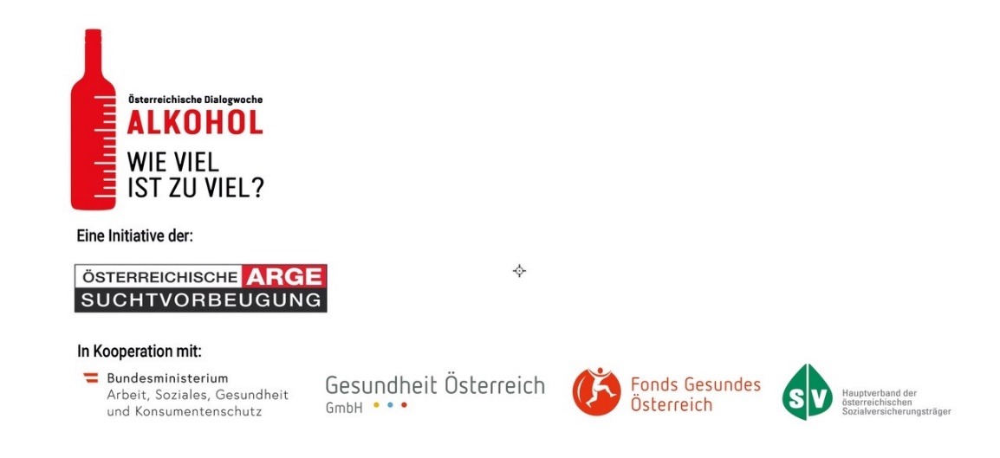 Österreichische Dialogwoche
ALKOHOL
WIE VIEL
IST ZU VIEL?
Eine Initiative der:
ÖSTERREICHISCHE ARGE
SUCHTVORBEUGUNG
In Kooperation mit:
Bundesministerium
Arbeit, Soziales, Gesundheit
und Konsumentenschutz
Gesundheit Österreich
GmbH
Fonds Gesundes
Österreich
SV
Hauptverband der
österreichischen
Sozialversicherungsträger